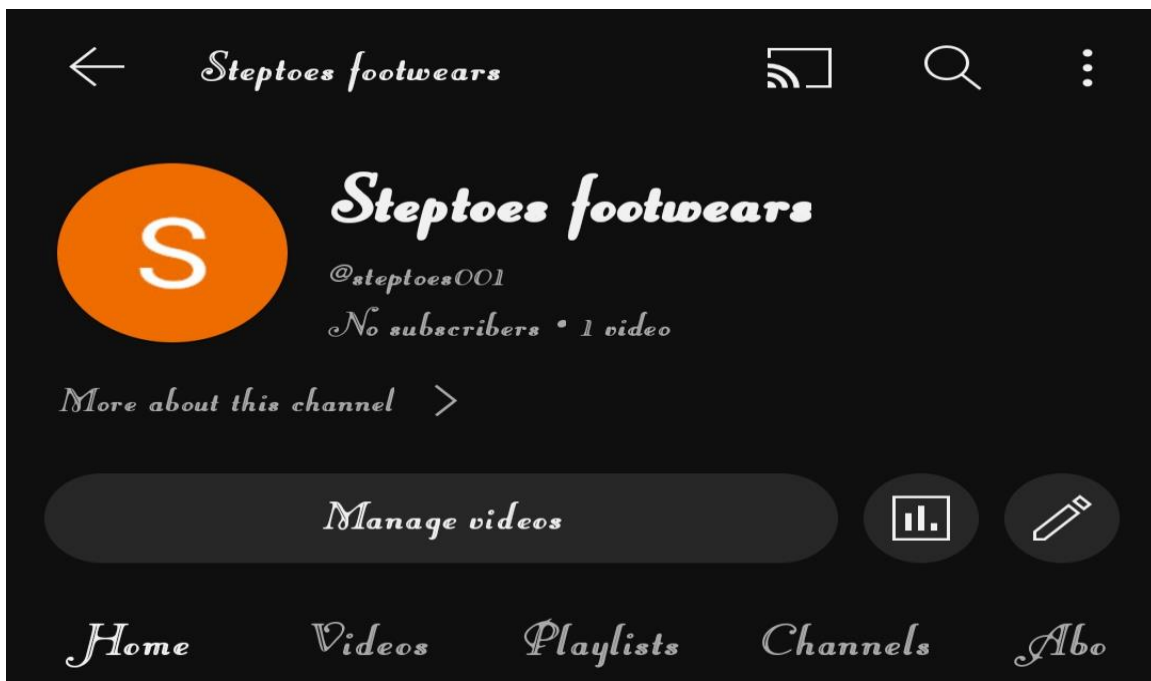 Steptoes footwears
S
Steptoes footwears
@steptoes001
No subscribers • 1 video
More about this channel >
Manage videos
Home Videos Playlists Channels Abo